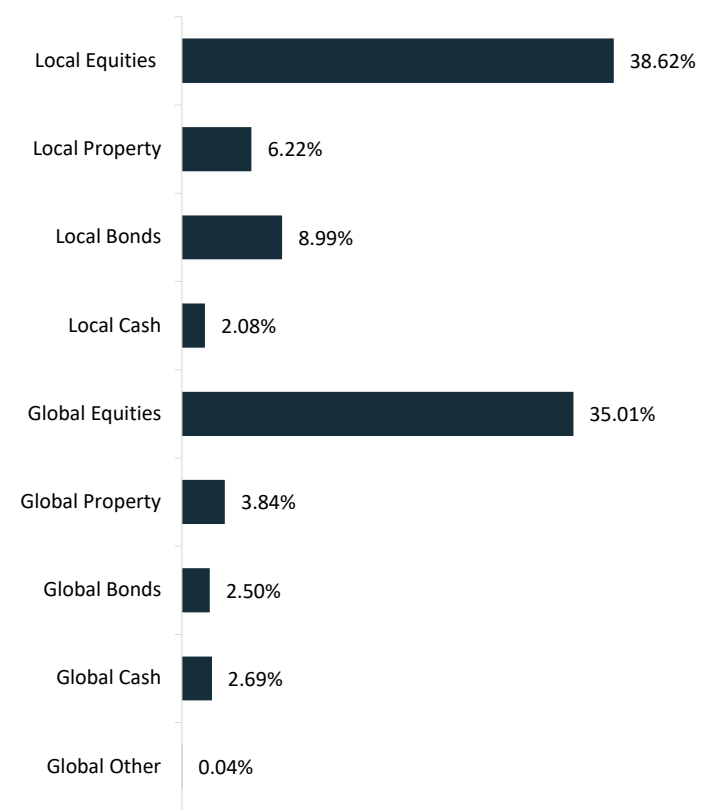 Local Equities 38.62%
Local Property 6.22%
Local Bonds 8.99%
Local Cash 2.08%
Global Equities 35.01%
Global Property 3.84%
Global Bonds 2.50%
Global Cash 2.69%
Global Other 0.04%